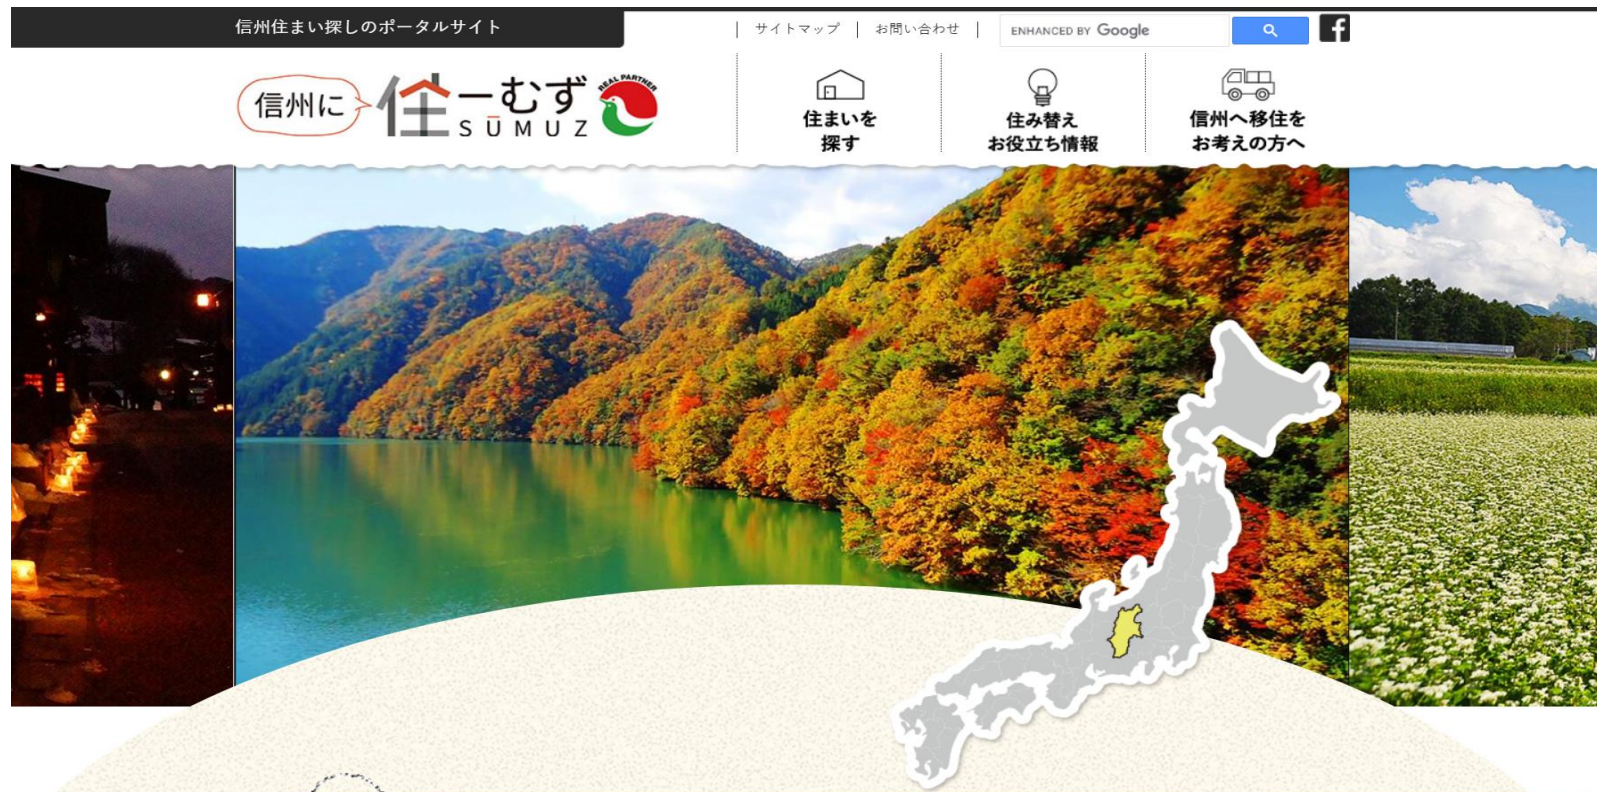 信州住まい探しのポータルサイト
サイトマップ
お問い合わせ
ENHANCED BY Google
信州に
住ーむず
SŪMUZ
REAL PARTNER
住まいを
探す
住み替え
お役立ち情報
信州へ移住を
お考えの方へ